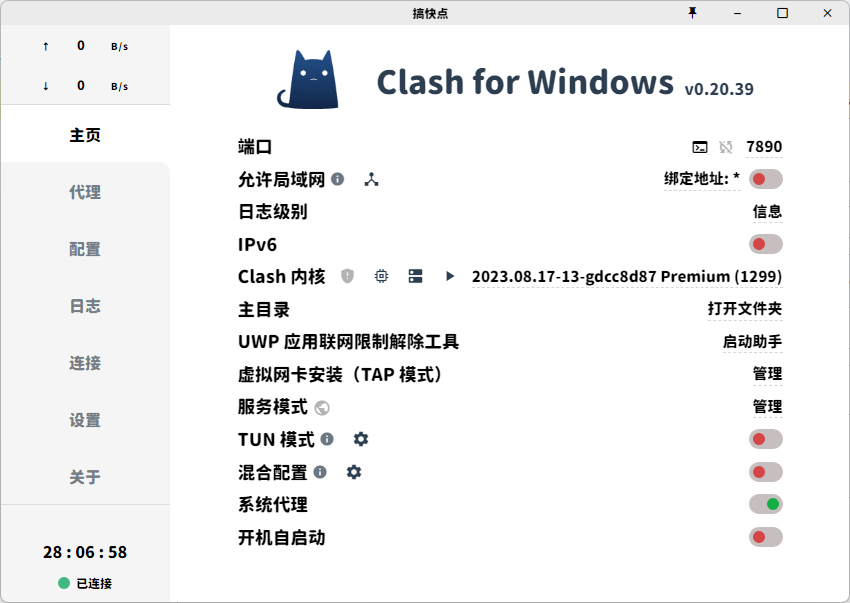 搞快点
↑ 0 B/s
↓ 0 B/s
主页
代理
配置
日志
连接
设置
关于
28 : 06 : 58
已连接
Clash for Windows v0.20.39
端口 7890
允许局域网 绑定地址: *
日志级别 信息
IPv6
Clash 内核 2023.08.17-13-gdcc8d87 Premium (1299)
主目录 打开文件夹
UWP 应用联网限制解除工具 启动助手
虚拟网卡安装（TAP 模式） 管理
服务模式 管理
TUN 模式
混合配置
系统代理
开机自启动